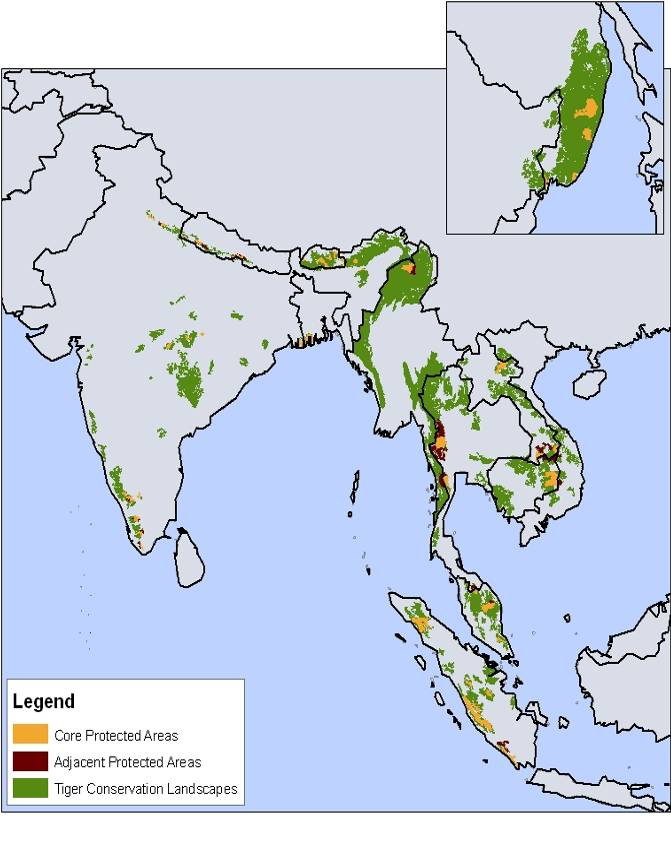 Legend
Core Protected Areas
Adjacent Protected Areas
Tiger Conservation Landscapes